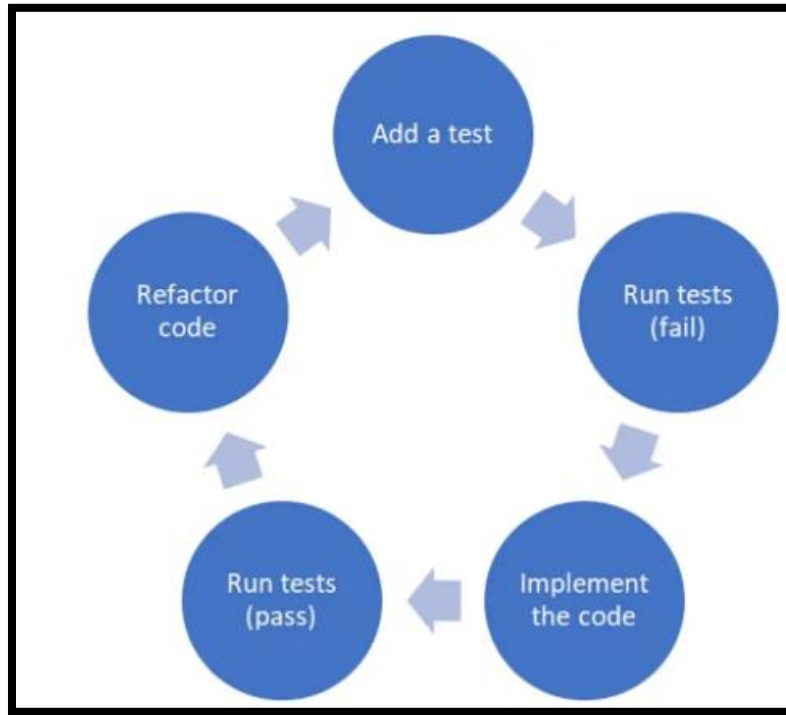 Add a test
Run tests
(fail)
Implement
the code
Run tests
(pass)
Refactor
code